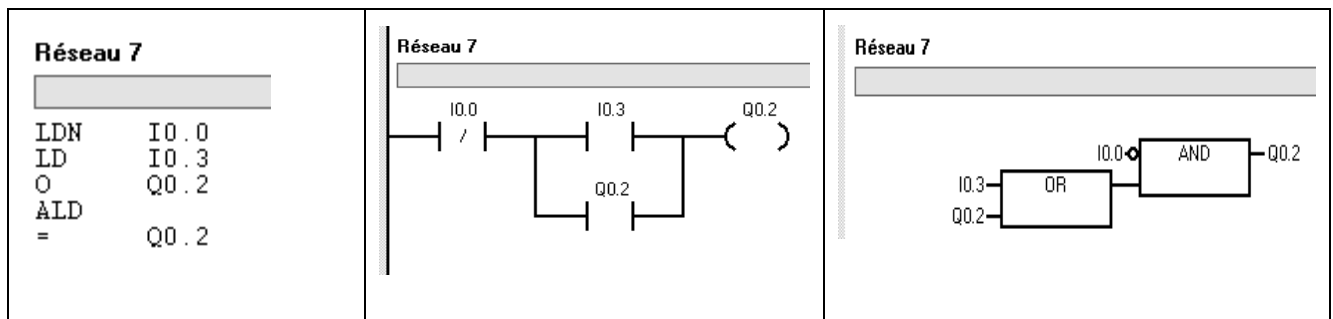 Réseau 7
LDN I0.0
LD I0.3
O Q0.2
ALD
= Q0.2
Réseau 7
I0.0 I0.3 Q0.2
/
Q0.2
Réseau 7
I0.0 AND Q0.2
I0.3 OR
Q0.2